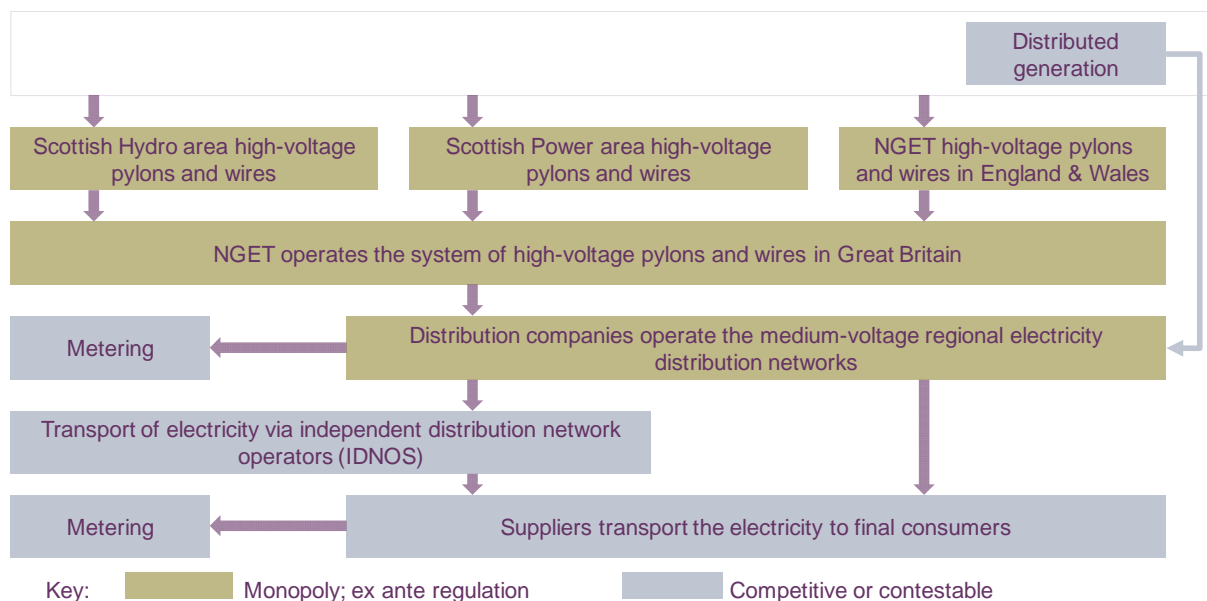 Distributed
generation
Scottish Hydro area high-voltage
pylons and wires
Scottish Power area high-voltage
pylons and wires
NGET high-voltage pylons
and wires in England & Wales
NGET operates the system of high-voltage pylons and wires in Great Britain
Metering
Distribution companies operate the medium-voltage regional electricity
distribution networks
Transport of electricity via independent distribution network
operators (IDNOS)
Metering
Suppliers transport the electricity to final consumers
Key:
Monopoly; ex ante regulation
Competitive or contestable